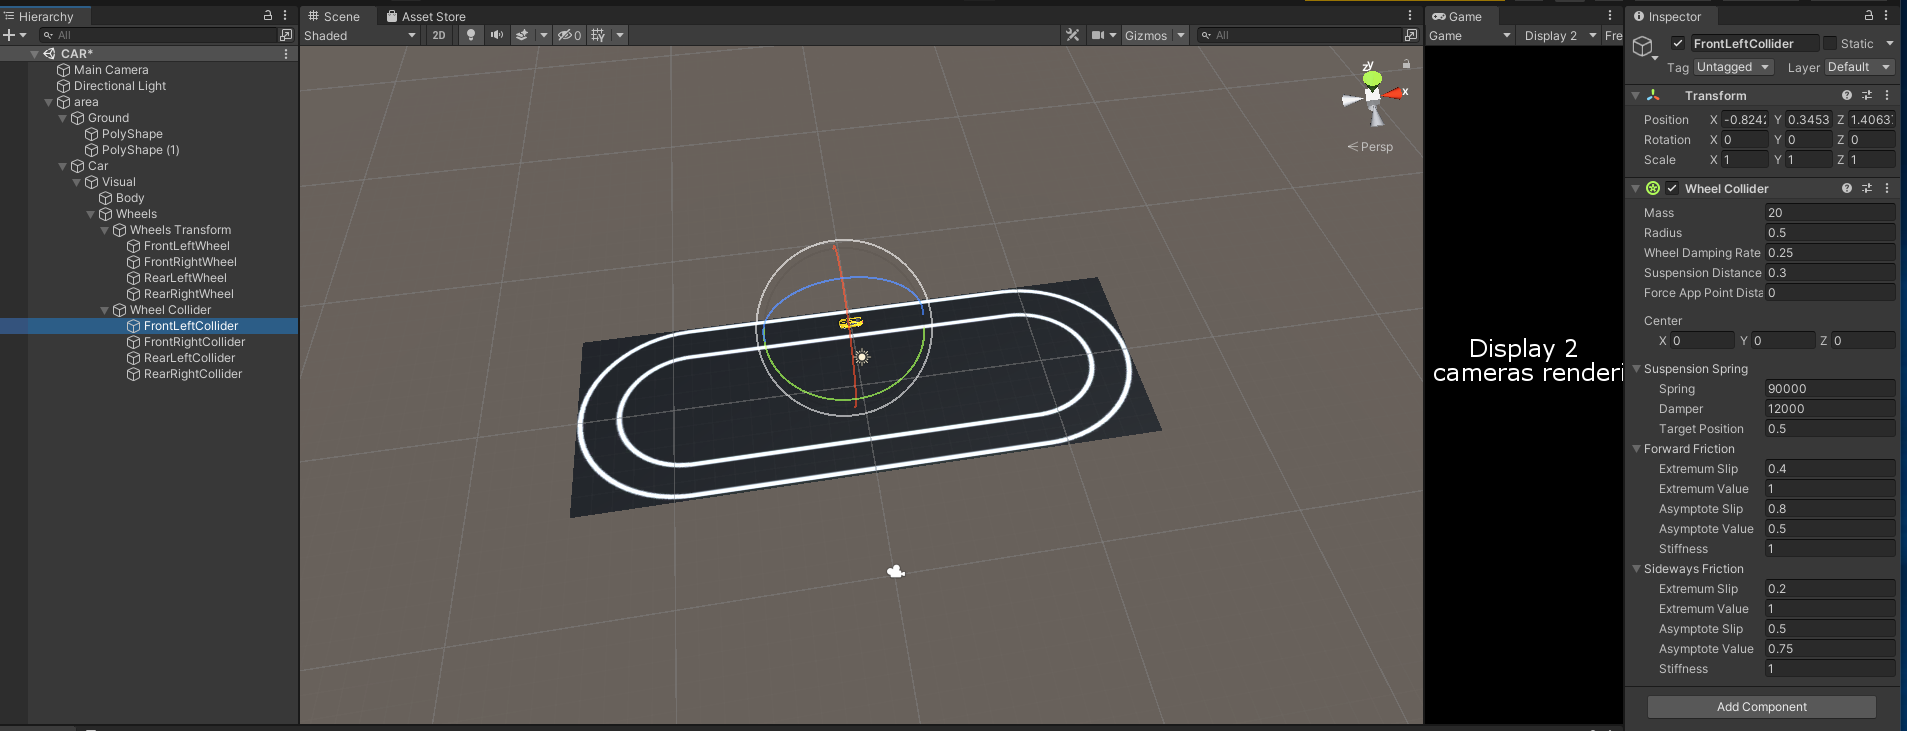 Hierarchy
All
CAR*
Main Camera
Directional Light
area
Ground
PolyShape
PolyShape (1)
Car
Visual
Body
Wheels
Wheels Transform
FrontLeftWheel
FrontRightWheel
RearLeftWheel
RearRightWheel
Wheel Collider
FrontLeftCollider
FrontRightCollider
RearLeftCollider
RearRightCollider
Scene Asset Store
Shaded 2D 0 Gizmos All
y
z
x
Persp
Game
Game Display 2 Fre
Display 2
cameras renderi
Inspector
FrontLeftCollider Static
Tag Untagged Layer Default
Transform
Position X -0.824 Y 0.3453 Z 1.4063
Rotation X 0 Y 0 Z 0
Scale X 1 Y 1 Z 1
Wheel Collider
Mass 20
Radius 0.5
Wheel Damping Rate 0.25
Suspension Distance 0.3
Force App Point Dista 0
Center
X 0 Y 0 Z 0
Suspension Spring
Spring 90000
Damper 12000
Target Position 0.5
Forward Friction
Extremum Slip 0.4
Extremum Value 1
Asymptote Slip 0.8
Asymptote Value 0.5
Stiffness 1
Sideways Friction
Extremum Slip 0.2
Extremum Value 1
Asymptote Slip 0.5
Asymptote Value 0.75
Stiffness 1
Add Component